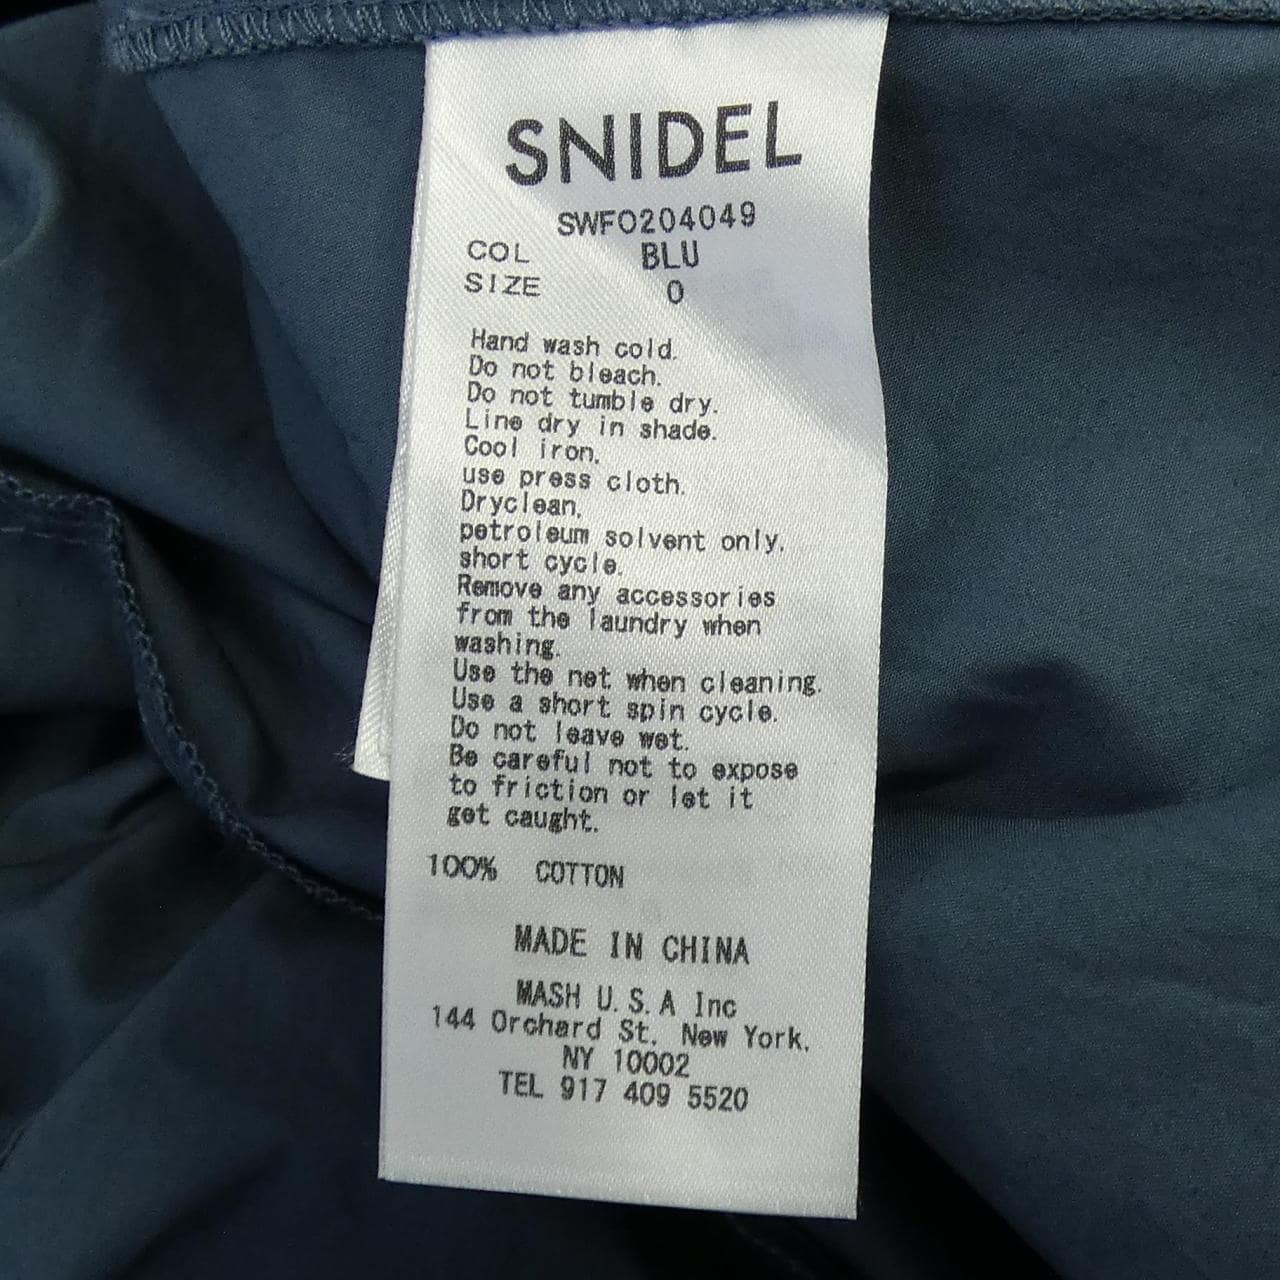 SNIDEL
SWFO204049
COL BLU
SIZE 0
Hand wash cold.
Do not bleach.
Do not tumble dry.
Line dry in shade.
Cool iron,
use press cloth.
Dryclean,
petroleum solvent only,
short cycle.
Remove any accessories
from the laundry when
washing.
Use the net when cleaning.
Use a short spin cycle.
Do not leave wet.
Be careful not to expose
to friction or let it
get caught.
100% COTTON
MADE IN CHINA
MASH U.S.A Inc
144 Orchard St, New York,
NY 10002
TEL 917 409 5520